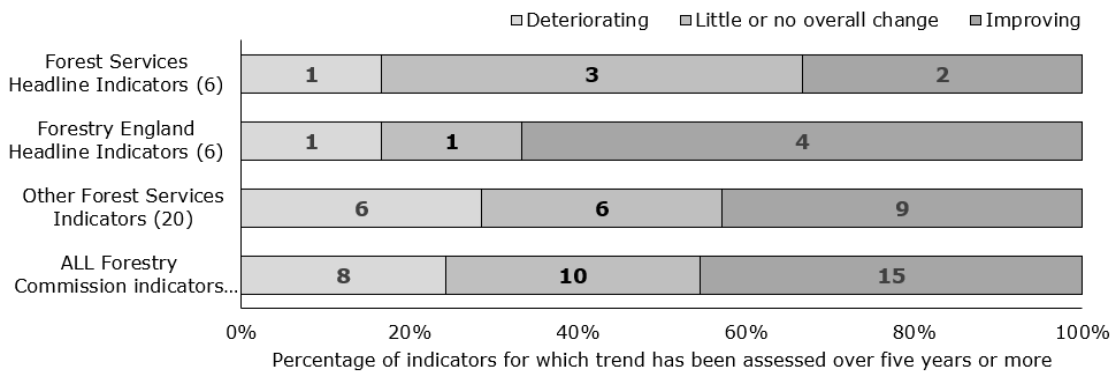 Deteriorating Little or no overall change Improving
Forest Services
Headline Indicators (6)
1 3 2
Forestry England
Headline Indicators (6)
1 1 4
Other Forest Services
Indicators (20)
6 6 9
ALL Forestry
Commission indicators...
8 10 15
0% 20% 40% 60% 80% 100%
Percentage of indicators for which trend has been assessed over five years or more